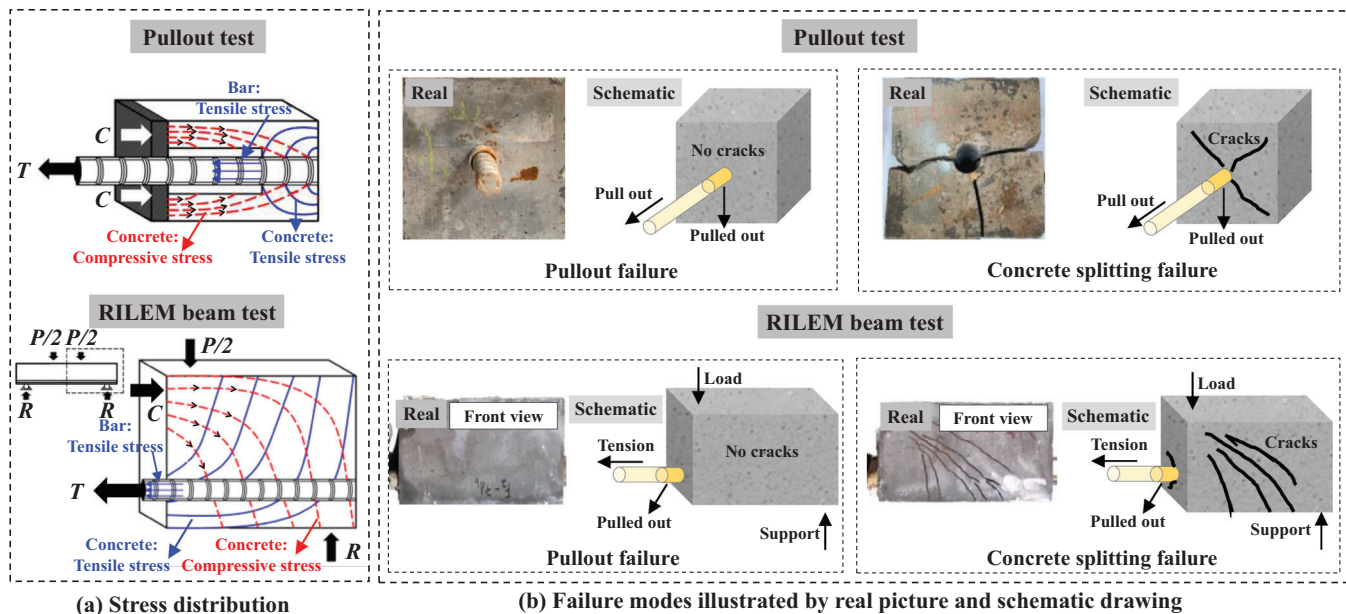 Pullout test
Bar:
Tensile stress
C
T
C
Concrete:
Compressive stress
Concrete:
Tensile stress
RILEM beam test
P/2 P/2
P/2
R
R
C
Bar:
Tensile stress
T
Concrete:
Tensile stress
Concrete:
Compressive stress
R
(a) Stress distribution
Pullout test
Real
Schematic
No cracks
Pull out
Pulled out
Pullout failure
Real
Schematic
Cracks
Pull out
Pulled out
Concrete splitting failure
RILEM beam test
Real
Front view
Schematic
Load
Tension
No cracks
Pulled out
Support
Pullout failure
Real
Front view
Schematic
Load
Tension
Cracks
Pulled out
Support
Concrete splitting failure
(b) Failure modes illustrated by real picture and schematic drawing